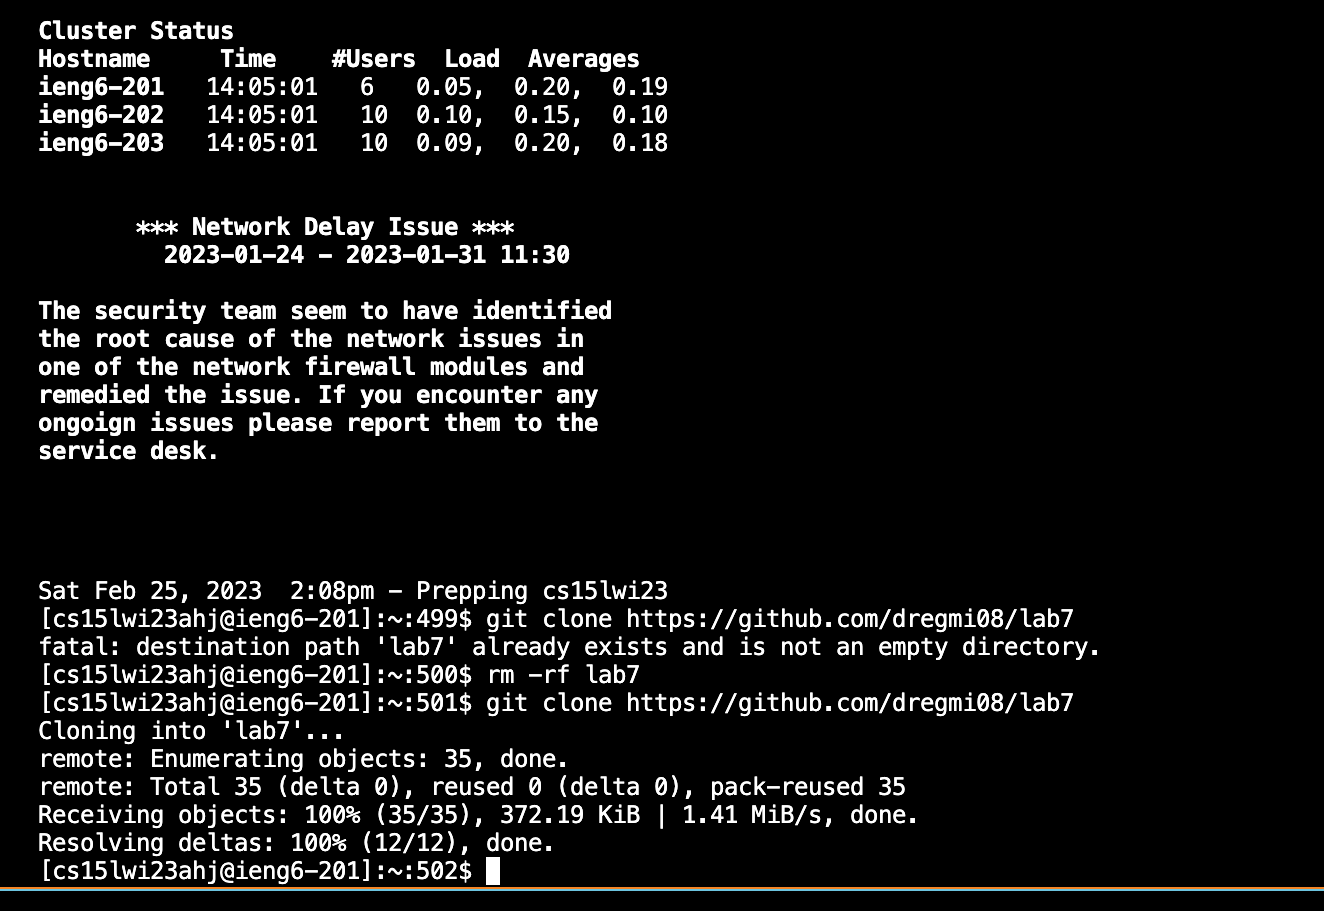 Cluster Status
Hostname     Time    #Users  Load  Averages
ieng6-201   14:05:01   6   0.05,  0.20,  0.19
ieng6-202   14:05:01   10  0.10,  0.15,  0.10
ieng6-203   14:05:01   10  0.09,  0.20,  0.18
*** Network Delay Issue ***
2023-01-24 - 2023-01-31 11:30
The security team seem to have identified
the root cause of the network issues in
one of the network firewall modules and
remedied the issue. If you encounter any
ongoign issues please report them to the
service desk.
Sat Feb 25, 2023  2:08pm - Prepping cs15lwi23
[cs15lwi23ahj@ieng6-201]:~:499$ git clone https://github.com/dregmi08/lab7
fatal: destination path 'lab7' already exists and is not an empty directory.
[cs15lwi23ahj@ieng6-201]:~:500$ rm -rf lab7
[cs15lwi23ahj@ieng6-201]:~:501$ git clone https://github.com/dregmi08/lab7
Cloning into 'lab7'...
remote: Enumerating objects: 35, done.
remote: Total 35 (delta 0), reused 0 (delta 0), pack-reused 35
Receiving objects: 100% (35/35), 372.19 KiB | 1.41 MiB/s, done.
Resolving deltas: 100% (12/12), done.
[cs15lwi23ahj@ieng6-201]:~:502$